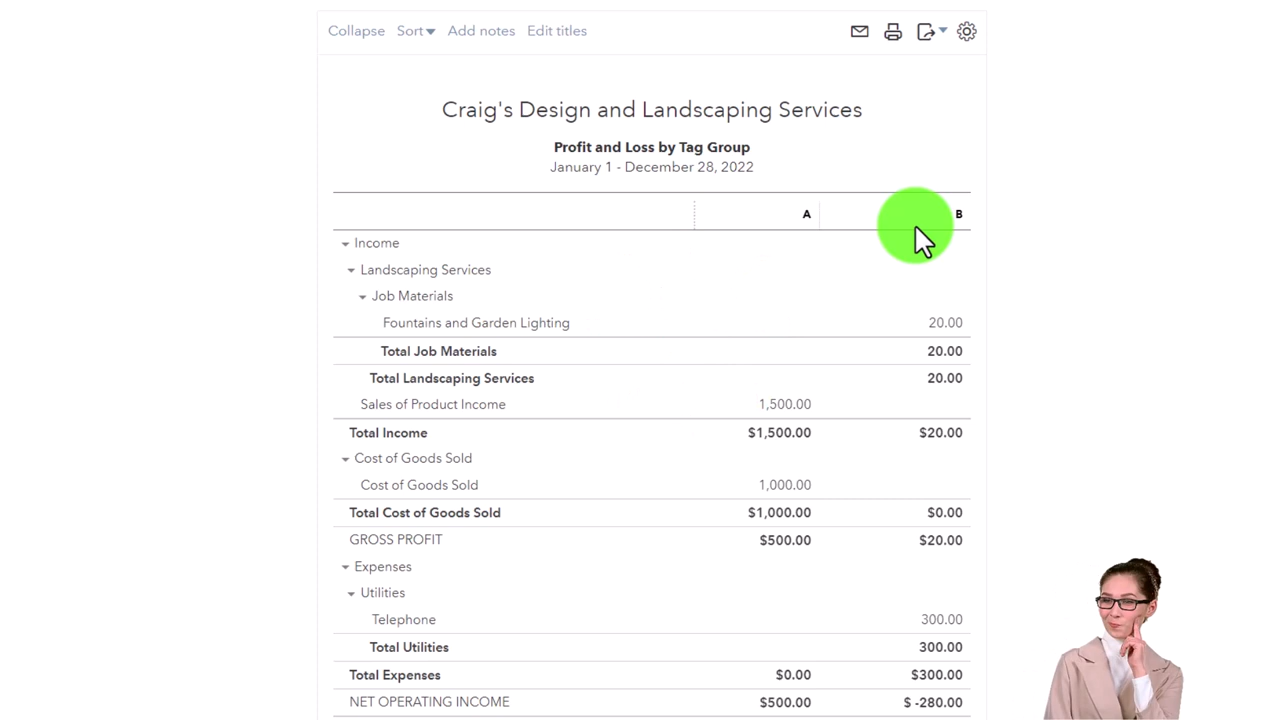 Collapse Sort Add notes Edit titles
Craig's Design and Landscaping Services
Profit and Loss by Tag Group
January 1 - December 28, 2022
A B
Income
Landscaping Services
Job Materials
Fountains and Garden Lighting 20.00
Total Job Materials 20.00
Total Landscaping Services 20.00
Sales of Product Income 1,500.00
Total Income $1,500.00 $20.00
Cost of Goods Sold
Cost of Goods Sold 1,000.00
Total Cost of Goods Sold $1,000.00 $0.00
GROSS PROFIT $500.00 $20.00
Expenses
Utilities
Telephone 300.00
Total Utilities 300.00
Total Expenses $0.00 $300.00
NET OPERATING INCOME $500.00 $ -280.00